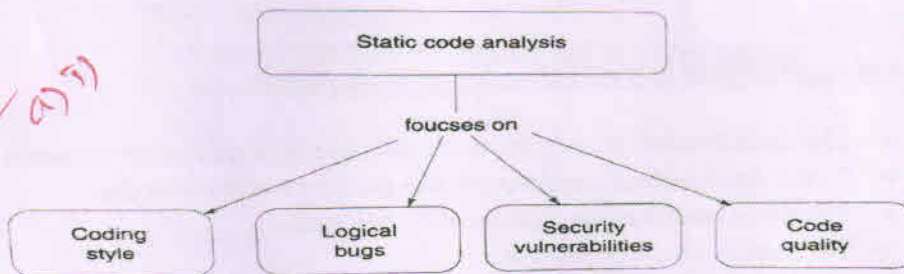 Static code analysis
foucses on
Coding
style
Logical
bugs
Security
vulnerabilities
Code
quality